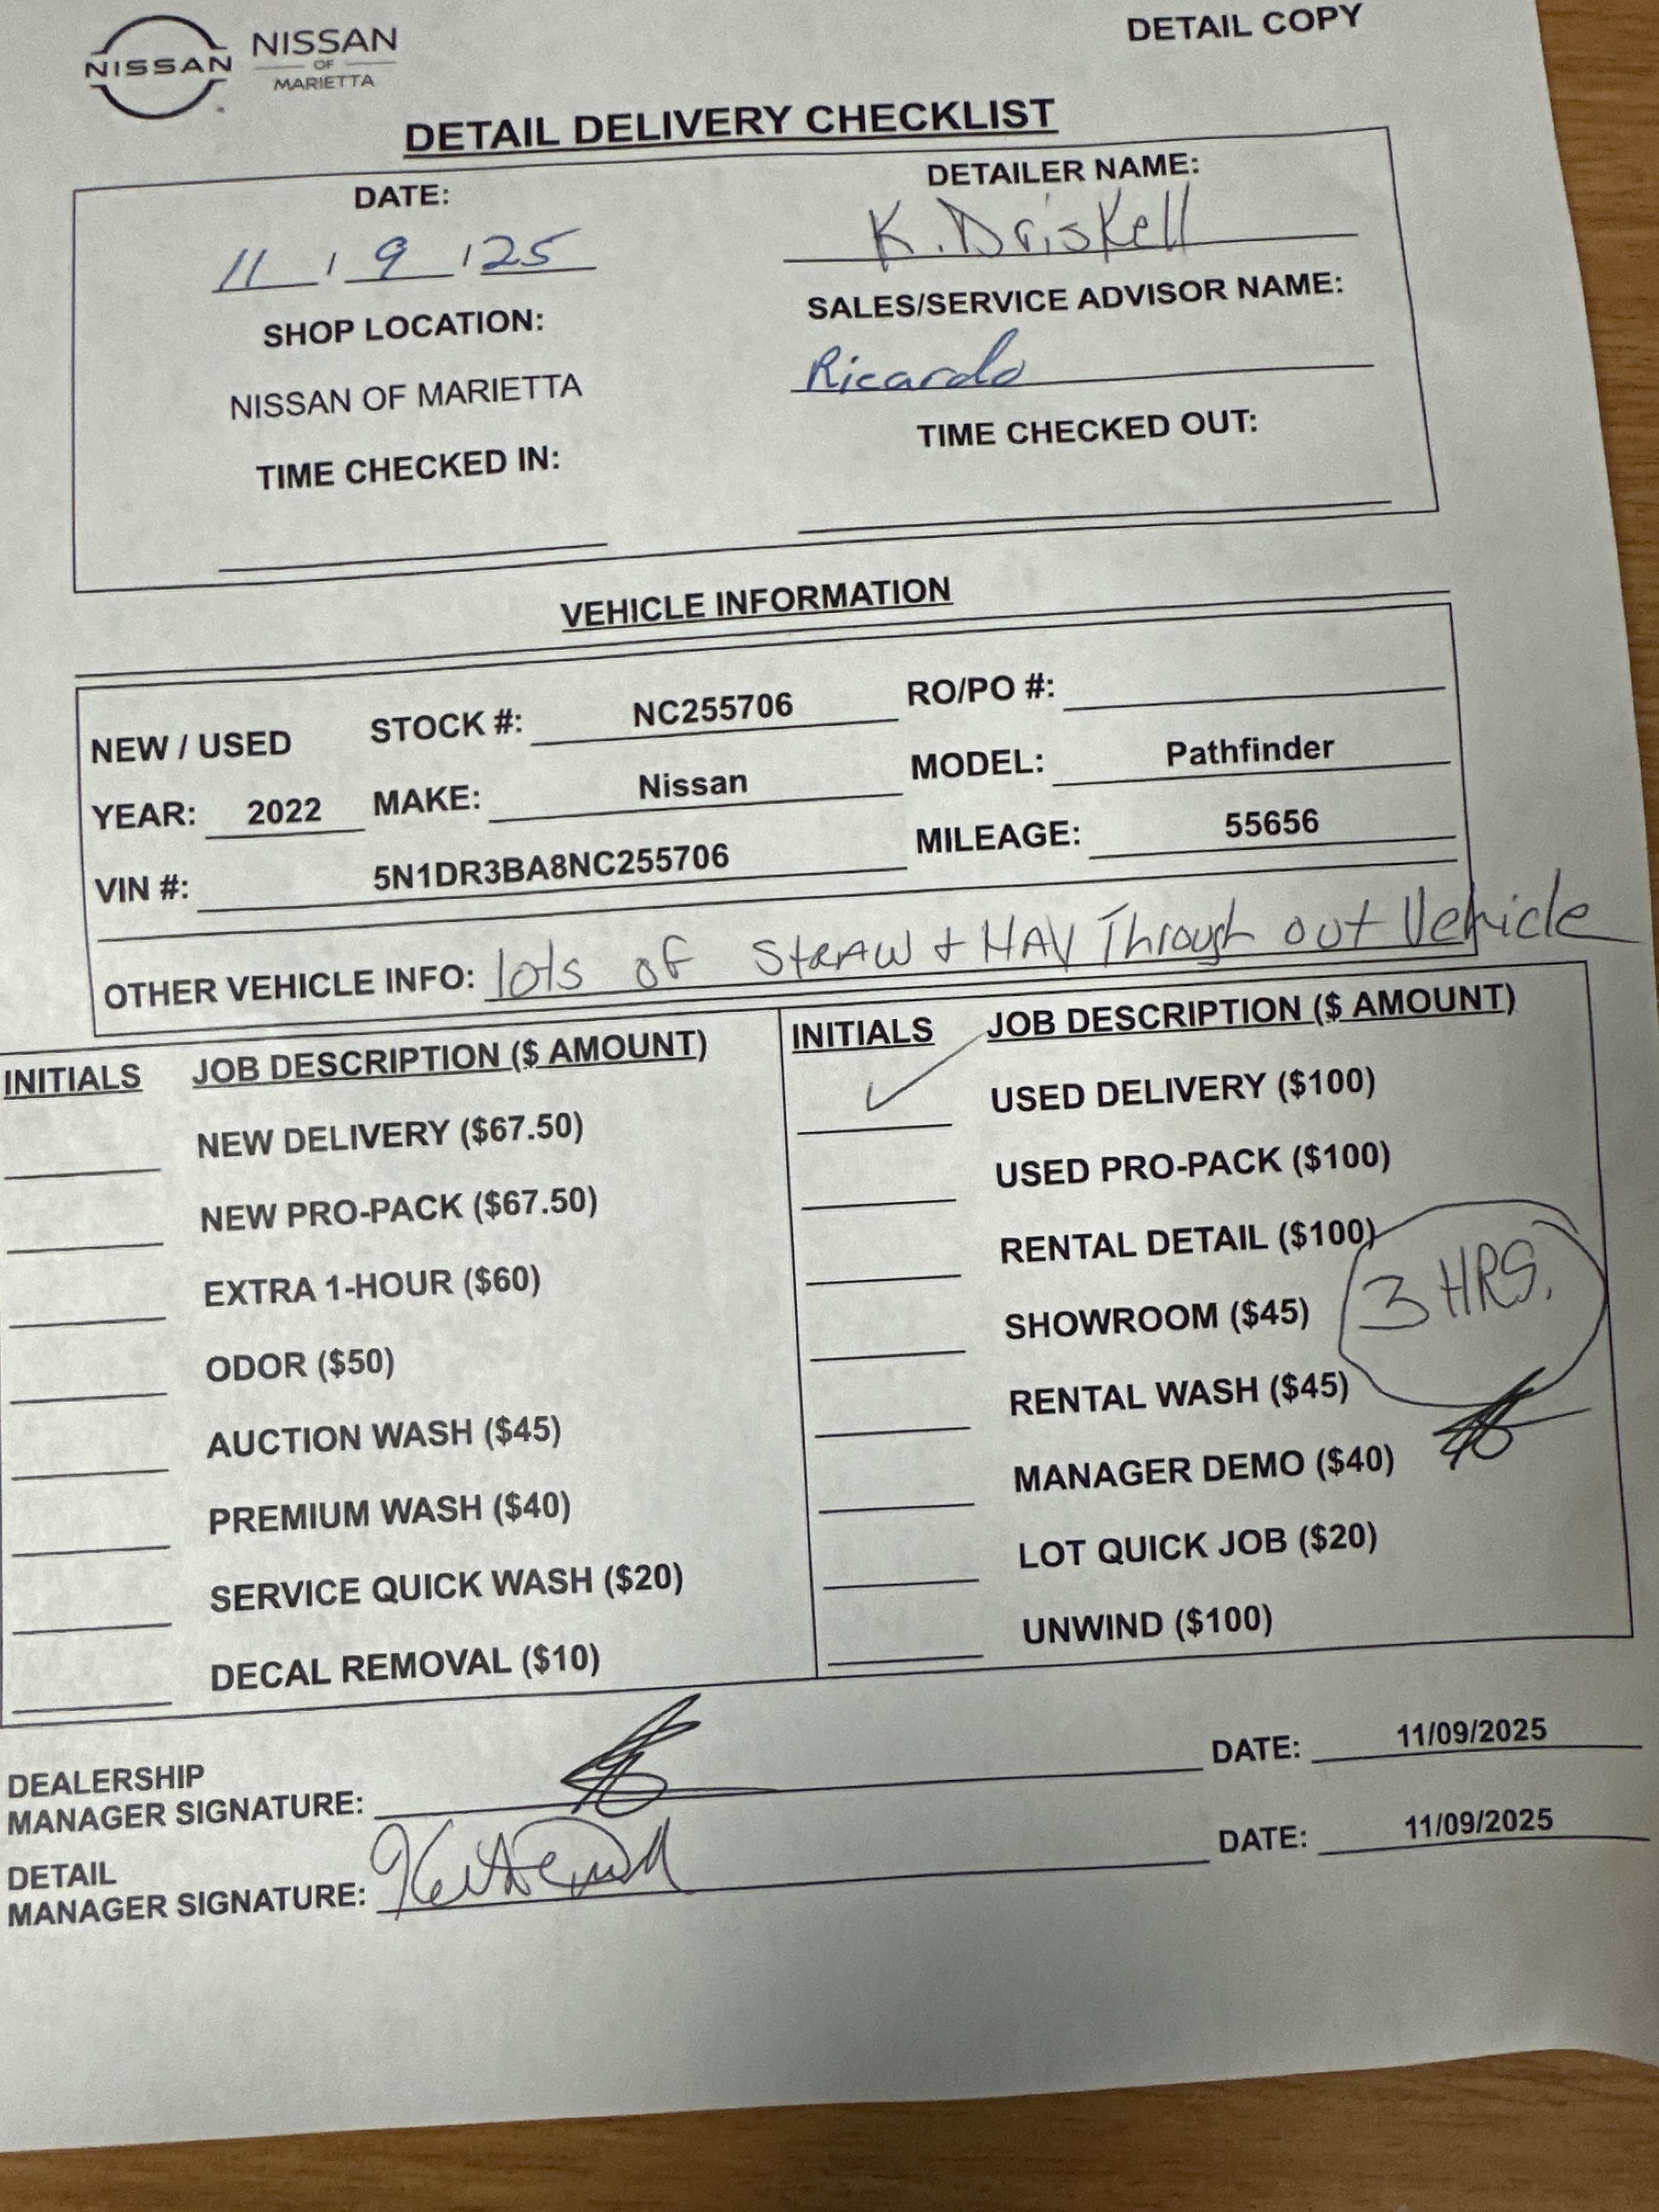 NISSAN
NISSAN
OF
MARIETTA
DETAIL COPY
DETAIL DELIVERY CHECKLIST
DATE:
11 / 9 / 25
DETAILER NAME:
K. Driskell
SHOP LOCATION:
NISSAN OF MARIETTA
SALES/SERVICE ADVISOR NAME:
Ricardo
TIME CHECKED IN:
TIME CHECKED OUT:
VEHICLE INFORMATION
NEW / USED STOCK #: NC255706 RO/PO #:
YEAR: 2022 MAKE: Nissan MODEL: Pathfinder
VIN #: 5N1DR3BA8NC255706 MILEAGE: 55656
OTHER VEHICLE INFO: lots of STRAW & HAY Through out Vehicle
INITIALS JOB DESCRIPTION ($ AMOUNT)
NEW DELIVERY ($67.50)
NEW PRO-PACK ($67.50)
EXTRA 1-HOUR ($60)
ODOR ($50)
AUCTION WASH ($45)
PREMIUM WASH ($40)
SERVICE QUICK WASH ($20)
DECAL REMOVAL ($10)
INITIALS JOB DESCRIPTION ($ AMOUNT)
✓ USED DELIVERY ($100)
USED PRO-PACK ($100)
RENTAL DETAIL ($100)
SHOWROOM ($45)
3 HRS.
RENTAL WASH ($45)
MANAGER DEMO ($40)
LOT QUICK JOB ($20)
UNWIND ($100)
DEALERSHIP
MANAGER SIGNATURE: DATE: 11/09/2025
DETAIL
MANAGER SIGNATURE: DATE: 11/09/2025